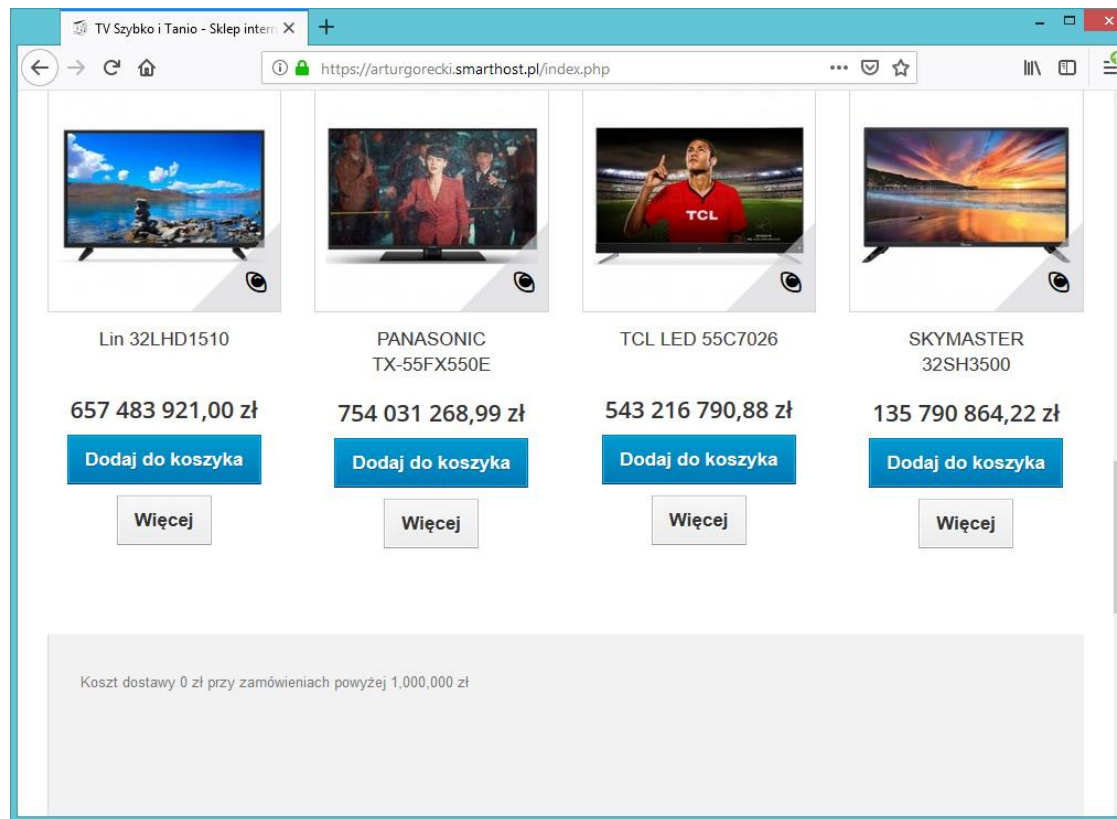 TV Szybko i Tanio - Sklep intern
https://arturgorecki.smarthost.pl/index.php
TCL
Lin 32LHD1510
PANASONIC
TX-55FX550E
TCL LED 55C7026
SKYMASTER
32SH3500
657 483 921,00 zł
754 031 268,99 zł
543 216 790,88 zł
135 790 864,22 zł
Dodaj do koszyka
Dodaj do koszyka
Dodaj do koszyka
Dodaj do koszyka
Więcej
Więcej
Więcej
Więcej
Koszt dostawy 0 zł przy zamówieniach powyżej 1,000,000 zł